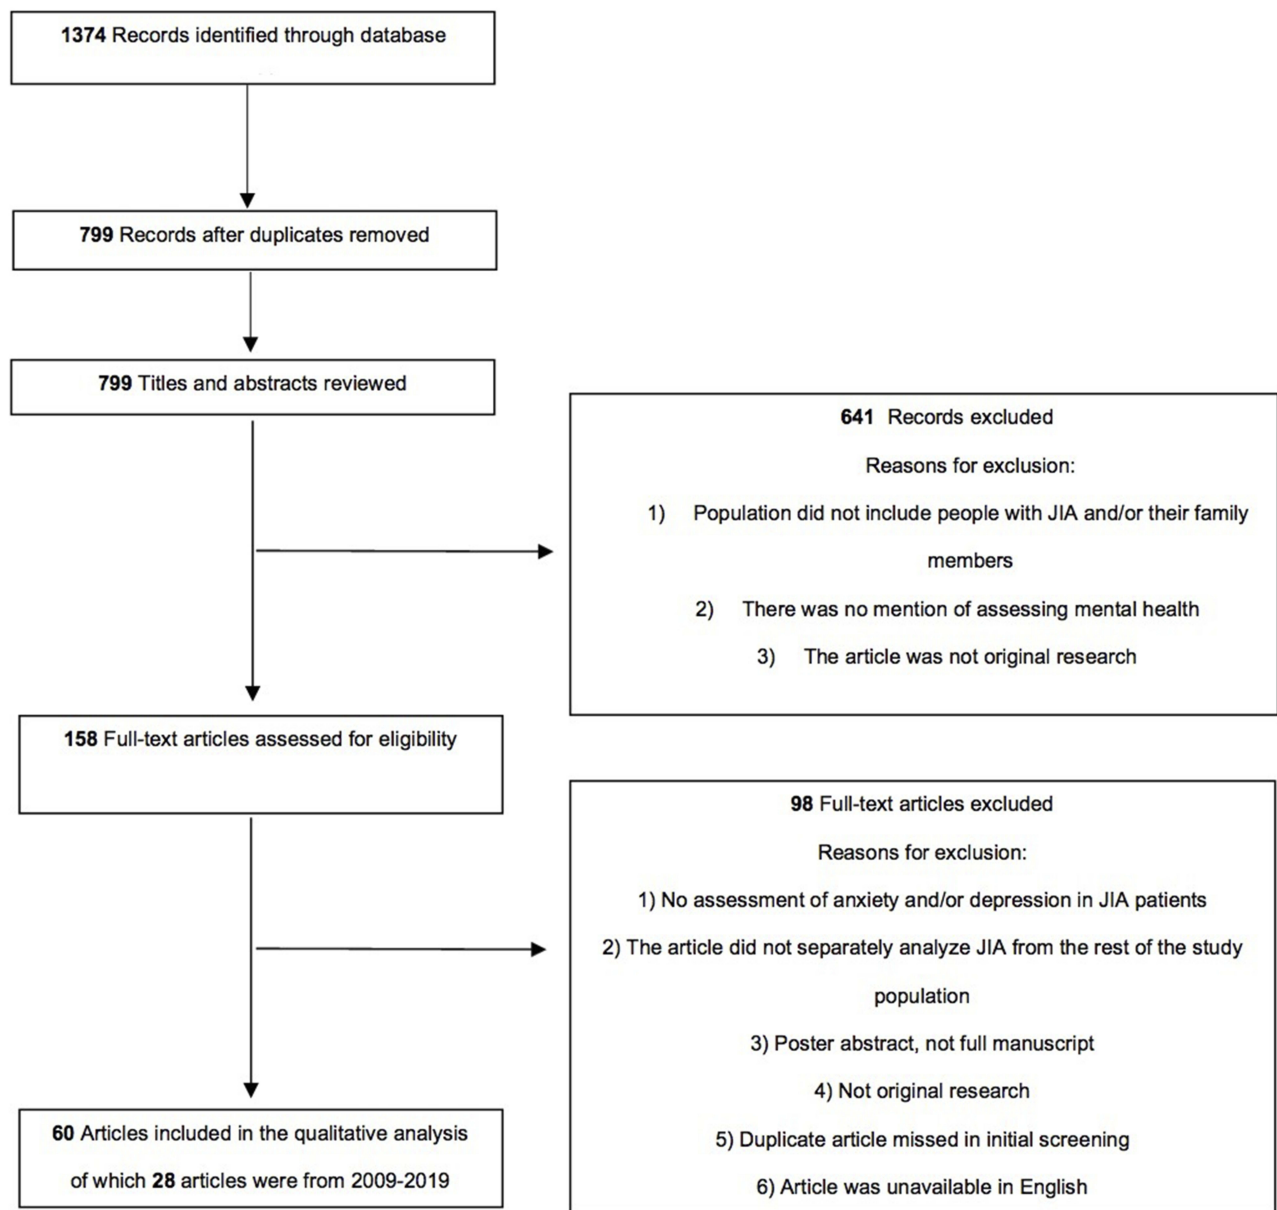 1374 Records identified through database
799 Records after duplicates removed
799 Titles and abstracts reviewed
641 Records excluded
Reasons for exclusion:
1) Population did not include people with JIA and/or their family
members
2) There was no mention of assessing mental health
3) The article was not original research
158 Full-text articles assessed for eligibility
98 Full-text articles excluded
Reasons for exclusion:
1) No assessment of anxiety and/or depression in JIA patients
2) The article did not separately analyze JIA from the rest of the study
population
3) Poster abstract, not full manuscript
4) Not original research
5) Duplicate article missed in initial screening
6) Article was unavailable in English
60 Articles included in the qualitative analysis
of which 28 articles were from 2009-2019